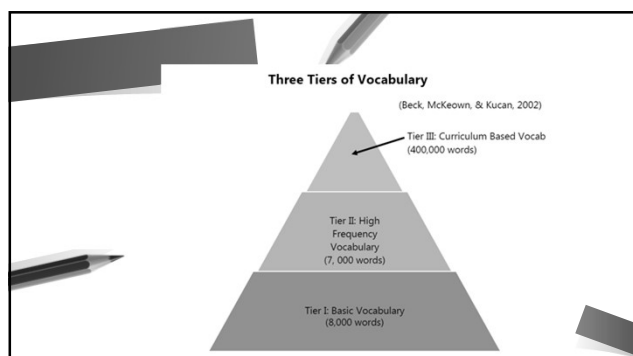 Three Tiers of Vocabulary
(Beck, McKeown, & Kucan, 2002)
Tier III: Curriculum Based Vocab
(400,000 words)
Tier II: High
Frequency
Vocabulary
(7, 000 words)
Tier I: Basic Vocabulary
(8,000 words)